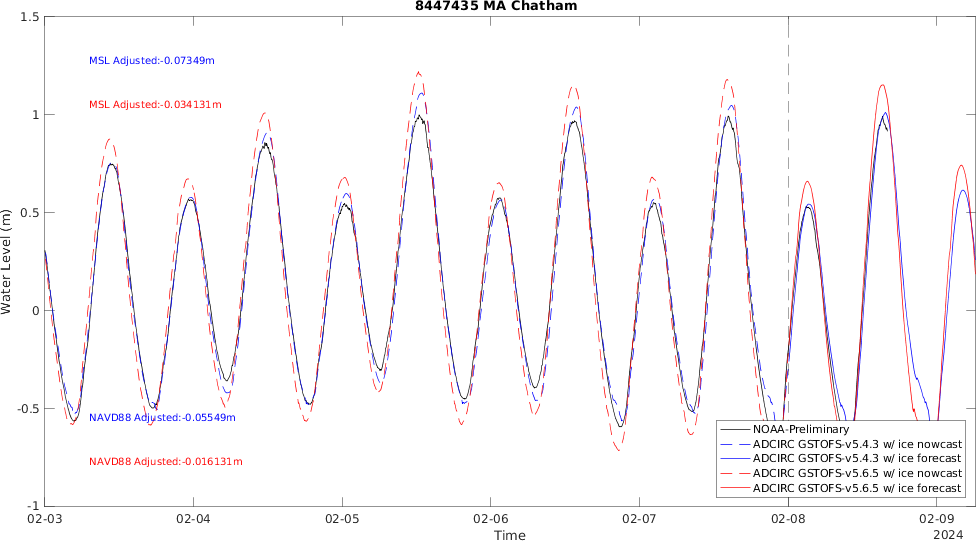 8447435 MA Chatham
1.5
MSL Adjusted:-0.07349m
MSL Adjusted:-0.034131m
1
0.5
Water Level (m)
0
-0.5
NAVD88 Adjusted:-0.05549m
NAVD88 Adjusted:-0.016131m
-1
NOAA-Preliminary
ADCIRC GSTOFS-v5.4.3 w/ ice nowcast
ADCIRC GSTOFS-v5.4.3 w/ ice forecast
ADCIRC GSTOFS-v5.6.5 w/ ice nowcast
ADCIRC GSTOFS-v5.6.5 w/ ice forecast
02-03 02-04 02-05 02-06 02-07 02-08 02-09
Time 2024